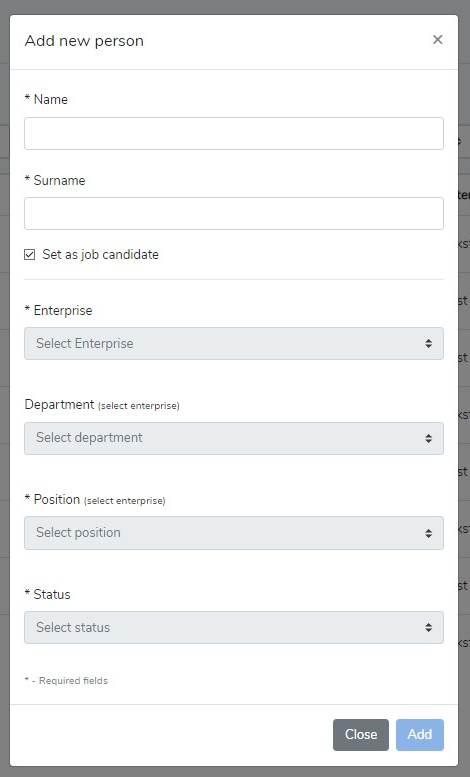 Add new person ×
* Name
* Surname
Set as job candidate
* Enterprise
Select Enterprise
Department (select enterprise)
Select department
* Position (select enterprise)
Select position
* Status
Select status
* - Required fields
Close Add